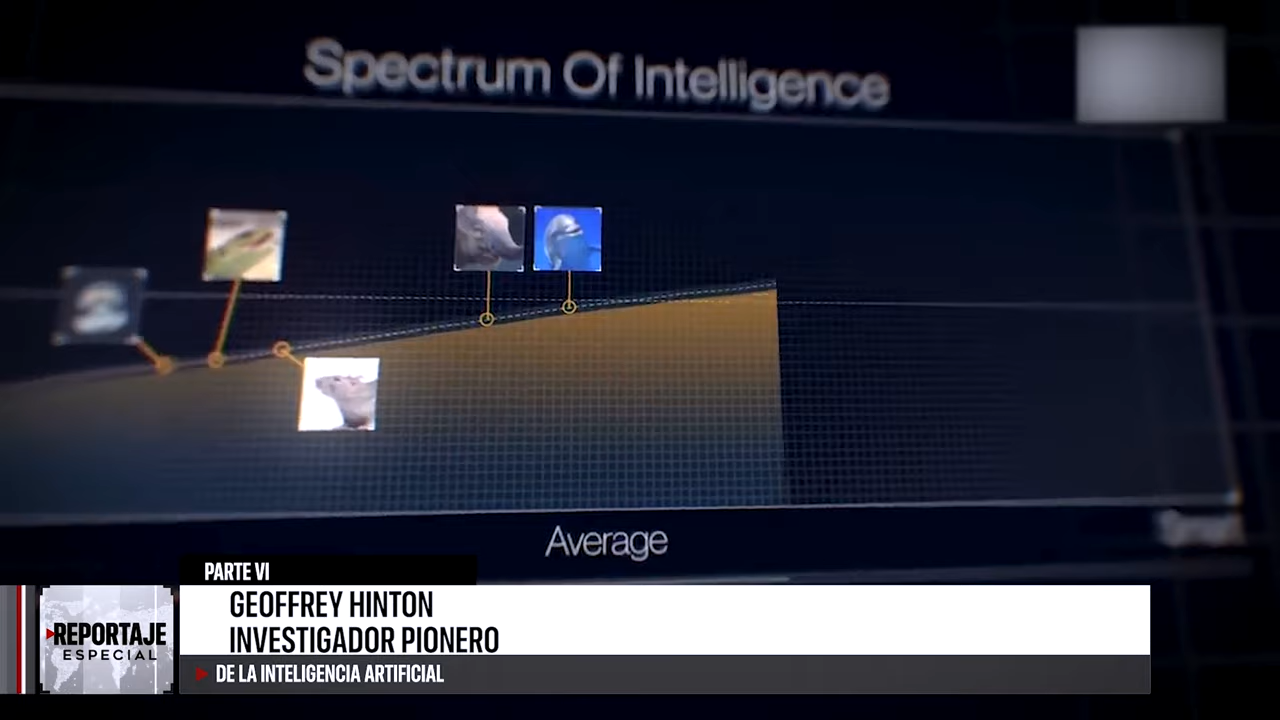 Spectrum Of Intelligence
Average
PARTE VI
GEOFFREY HINTON
INVESTIGADOR PIONERO
REPORTAJE
ESPECIAL
DE LA INTELIGENCIA ARTIFICIAL